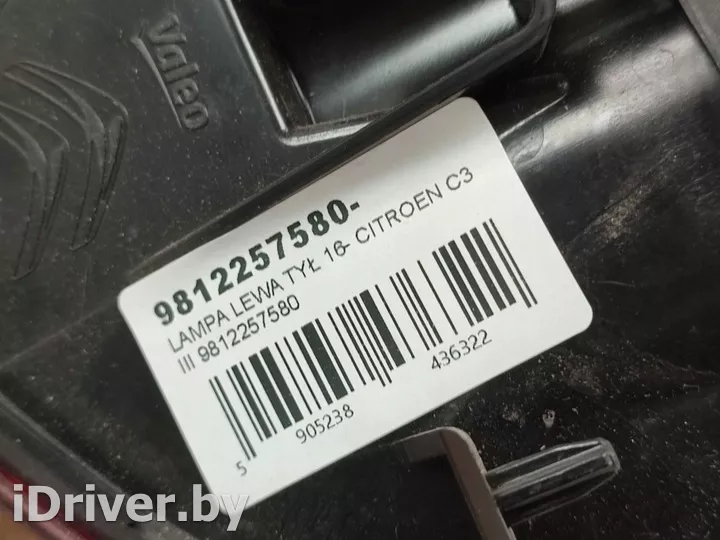 Valeo
9812257580-
LAMPA LEWA TYŁ 16- CITROEN C3
III 9812257580
5 905238 436322
iDriver.by